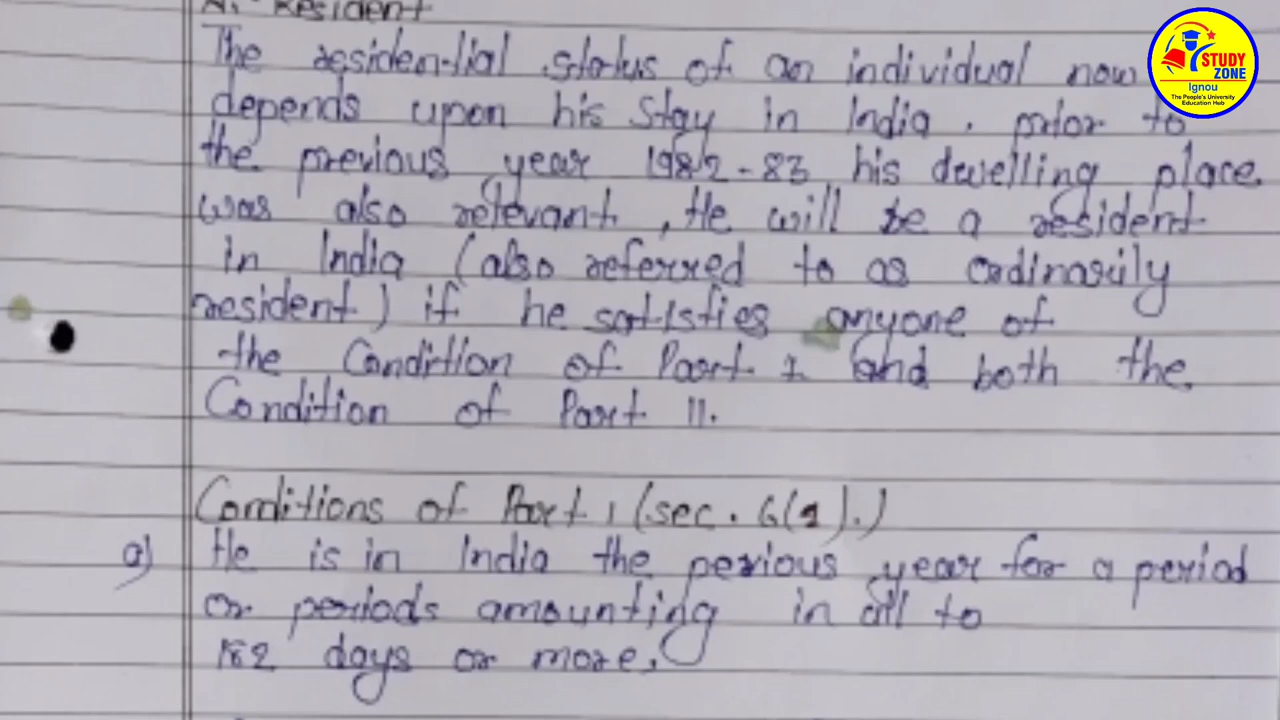 A. Resident
The residential status of an individual now
depends upon his stay in India. prior to
the previous year 1982-83 his dwelling place
was also relevant, He will be a resident
in India (also referred to as ordinarily
resident) if he satisfies anyone of
the Condition of Part 1 and both the
Condition of Part II.
Conditions of Part 1 (sec. 6(1).)
a) He is in India the perious year for a period
or periods amounting in all to
182 days or more.
STUDY
ZONE
Ignou
The People's University
Education Hub